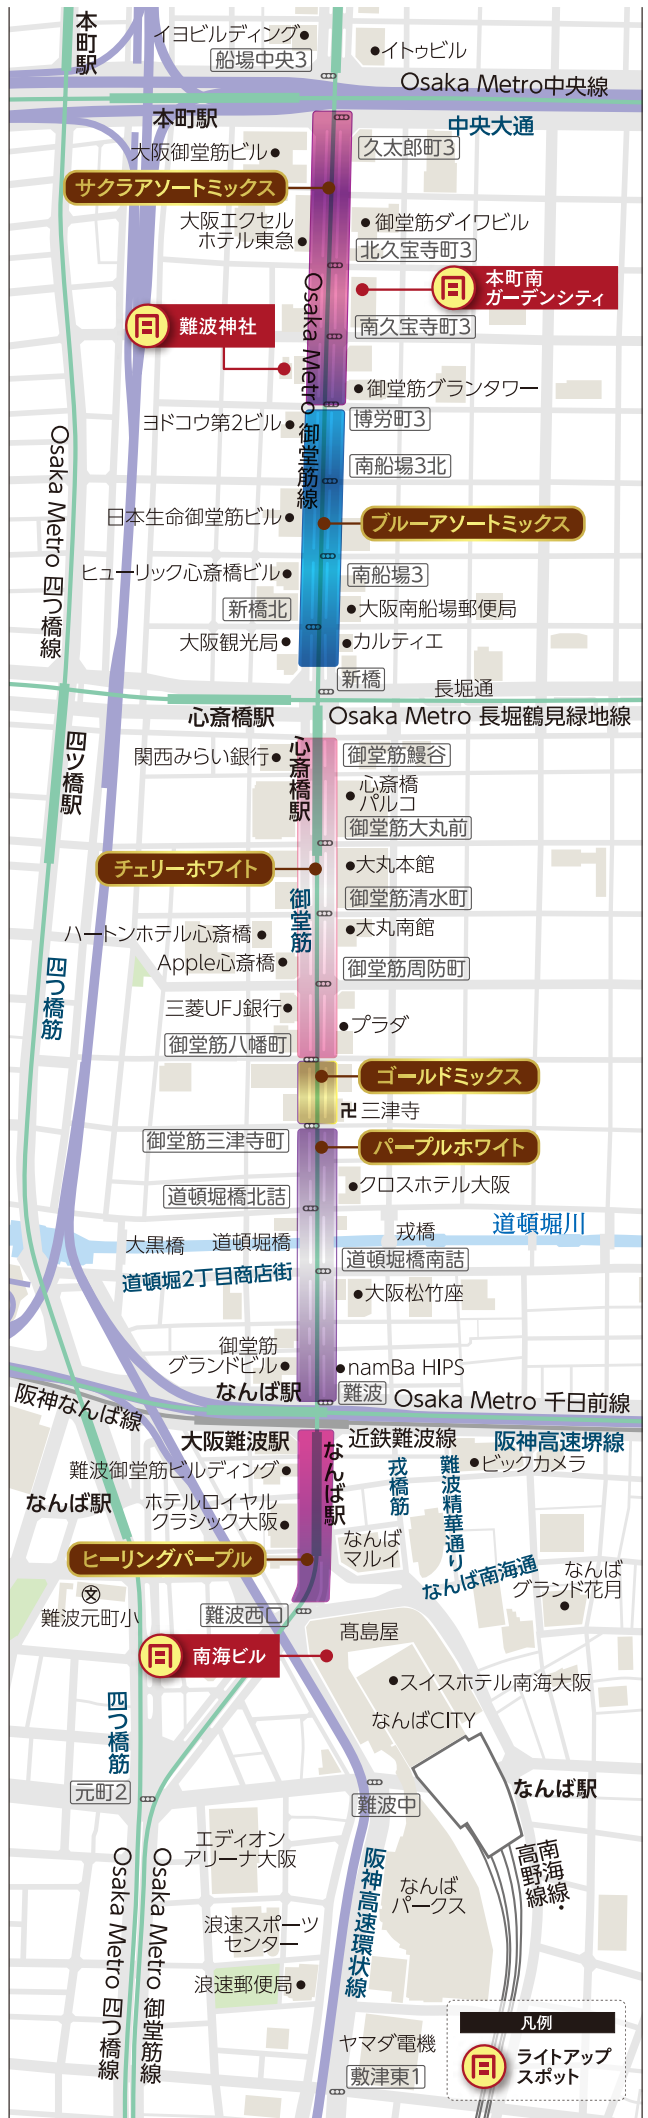 本町駅
イヨビルディング
イトゥビル
船場中央3
Osaka Metro中央線
本町駅
中央大通
大阪御堂筋ビル
久太郎町3
サクラアソートミックス
大阪エクセル
ホテル東急
御堂筋ダイワビル
北久宝寺町3
本町南
ガーデンシティ
難波神社
南久宝寺町3
Osaka Metro 御堂筋線
御堂筋グランタワー
ヨドコウ第2ビル
博労町3
Osaka Metro 四つ橋線
南船場3北
日本生命御堂筋ビル
ブルーアソートミックス
ヒューリック心斎橋ビル
南船場3
新橋北
大阪南船場郵便局
大阪観光局
カルティエ
新橋
長堀通
心斎橋駅
Osaka Metro 長堀鶴見緑地線
四ツ橋駅
関西みらい銀行
心斎橋駅
御堂筋鰻谷
心斎橋
パルコ
御堂筋大丸前
チェリーホワイト
大丸本館
御堂筋
御堂筋清水町
ハートンホテル心斎橋
大丸南館
四つ橋筋
Apple心斎橋
御堂筋周防町
三菱UFJ銀行
プラダ
御堂筋八幡町
ゴールドミックス
卍 三津寺
御堂筋三津寺町
パープルホワイト
道頓堀橋北詰
クロスホテル大阪
大黒橋
道頓堀橋
戎橋
道頓堀川
道頓堀2丁目商店街
道頓堀橋南詰
大阪松竹座
御堂筋
グランドビル
namBa HIPS
なんば駅
難波
Osaka Metro 千日前線
阪神なんば線
大阪難波駅
近鉄難波線
阪神高速堺線
なんば駅
難波御堂筋ビルディング
戎橋筋
難波精華通り
ビックカメラ
なんば駅
ホテルロイヤル
クラシック大阪
なんば
マルイ
ヒーリングパープル
なんば南海通
なんば
グランド花月
文
難波元町小
難波西口
髙島屋
南海ビル
スイスホテル南海大阪
四つ橋筋
なんばCITY
元町2
難波中
なんば駅
エディオン
アリーナ大阪
南海線・
高野線
Osaka Metro 四つ橋線
Osaka Metro 御堂筋線
阪神高速環状線
なんば
パークス
浪速スポーツ
センター
浪速郵便局
凡例
ライトアップ
スポット
ヤマダ電機
敷津東1